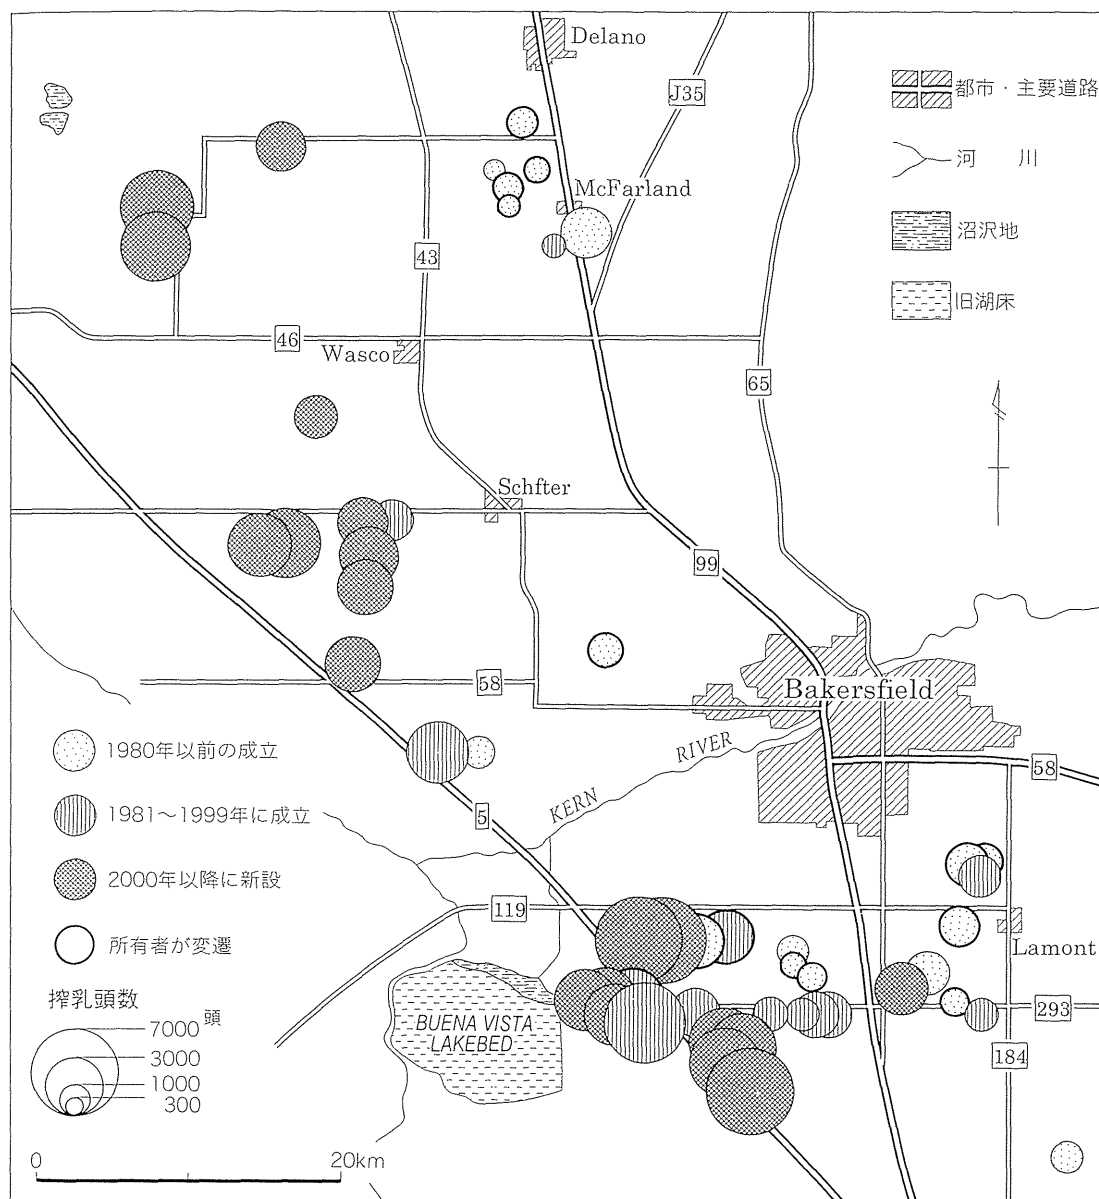 Delano
J35
都市・主要道路
河 川
McFarland
沼沢地
43
旧湖床
46
Wasco
65
Schfter
99
58
Bakersfield
RIVER
1980年以前の成立
58
KERN
1981～1999年に成立
5
2000年以降に新設
119
所有者が変遷
Lamont
搾乳頭数
7000頭
3000
1000
300
BUENA VISTA
LAKEBED
293
184
0 20km